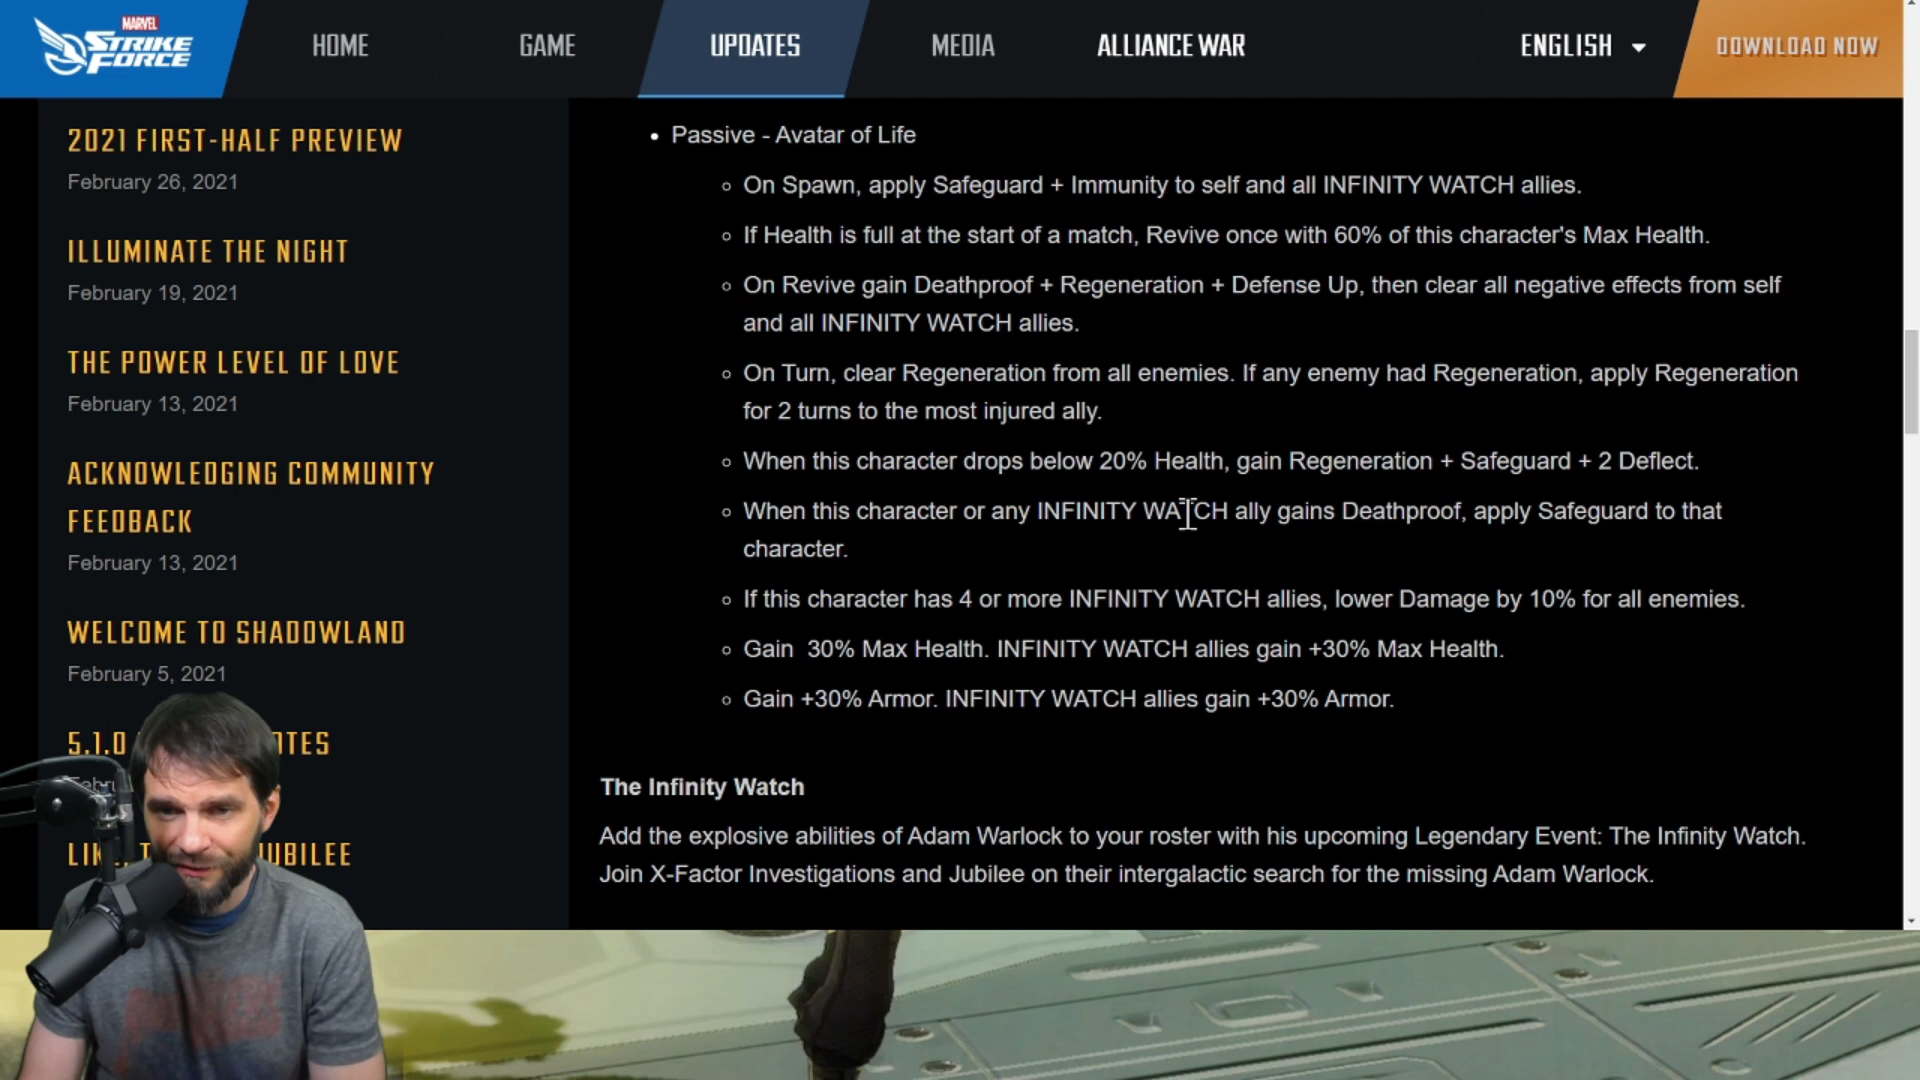 MARVEL
STRIKE
FORCE
HOME
GAME
UPDATES
MEDIA
ALLIANCE WAR
ENGLISH
DOWNLOAD NOW
2021 FIRST-HALF PREVIEW
February 26, 2021
ILLUMINATE THE NIGHT
February 19, 2021
THE POWER LEVEL OF LOVE
February 13, 2021
ACKNOWLEDGING COMMUNITY
FEEDBACK
February 13, 2021
WELCOME TO SHADOWLAND
February 5, 2021
5.1.0
• Passive - Avatar of Life
◦ On Spawn, apply Safeguard + Immunity to self and all INFINITY WATCH allies.
◦ If Health is full at the start of a match, Revive once with 60% of this character's Max Health.
◦ On Revive gain Deathproof + Regeneration + Defense Up, then clear all negative effects from self
and all INFINITY WATCH allies.
◦ On Turn, clear Regeneration from all enemies. If any enemy had Regeneration, apply Regeneration
for 2 turns to the most injured ally.
◦ When this character drops below 20% Health, gain Regeneration + Safeguard + 2 Deflect.
◦ When this character or any INFINITY WATCH ally gains Deathproof, apply Safeguard to that
character.
◦ If this character has 4 or more INFINITY WATCH allies, lower Damage by 10% for all enemies.
◦ Gain 30% Max Health. INFINITY WATCH allies gain +30% Max Health.
◦ Gain +30% Armor. INFINITY WATCH allies gain +30% Armor.
The Infinity Watch
Add the explosive abilities of Adam Warlock to your roster with his upcoming Legendary Event: The Infinity Watch.
Join X-Factor Investigations and Jubilee on their intergalactic search for the missing Adam Warlock.